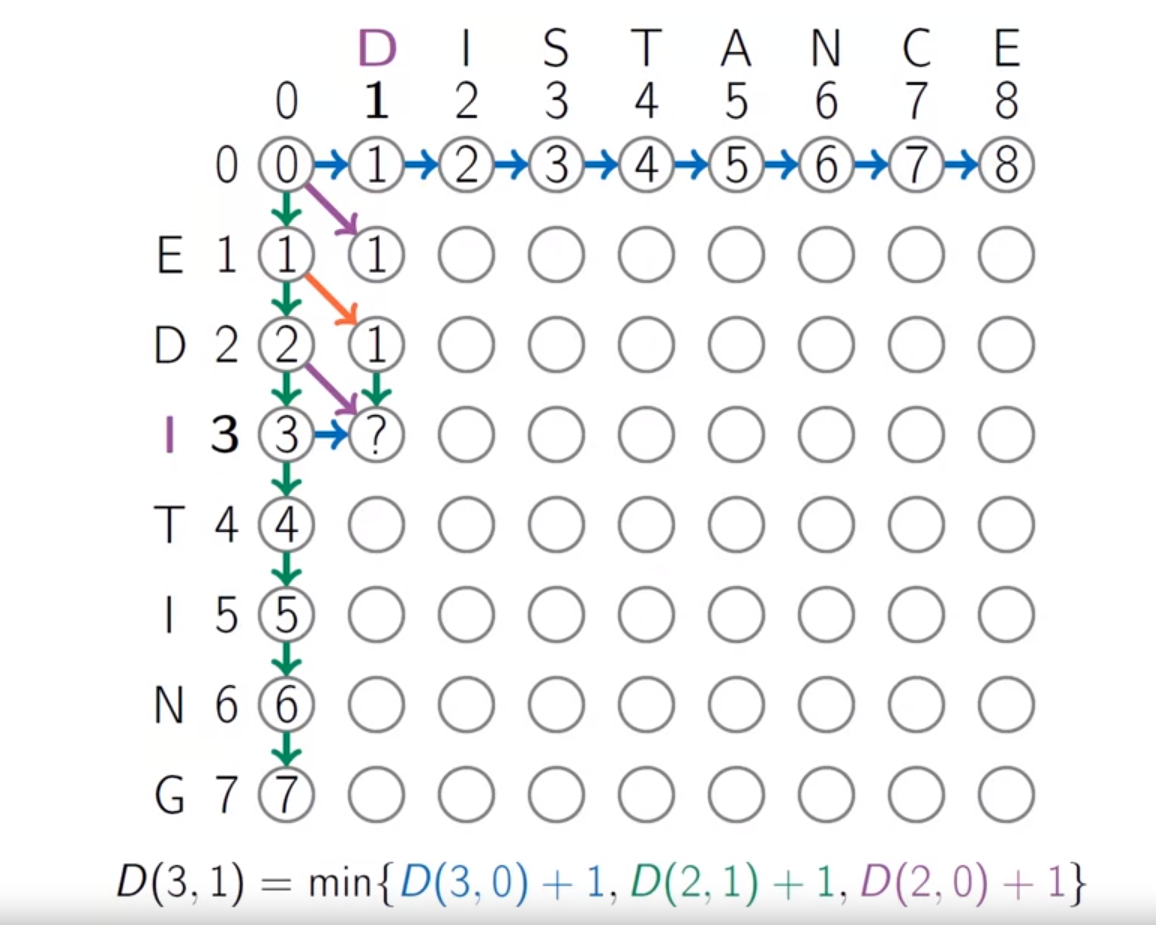 D I S T A N C E
0 1 2 3 4 5 6 7 8
0 0 1 2 3 4 5 6 7 8
E 1 1 1
D 2 2 1
I 3 3 ?
T 4 4
I 5 5
N 6 6
G 7 7
D(3, 1) = min{D(3, 0) + 1, D(2, 1) + 1, D(2, 0) + 1}